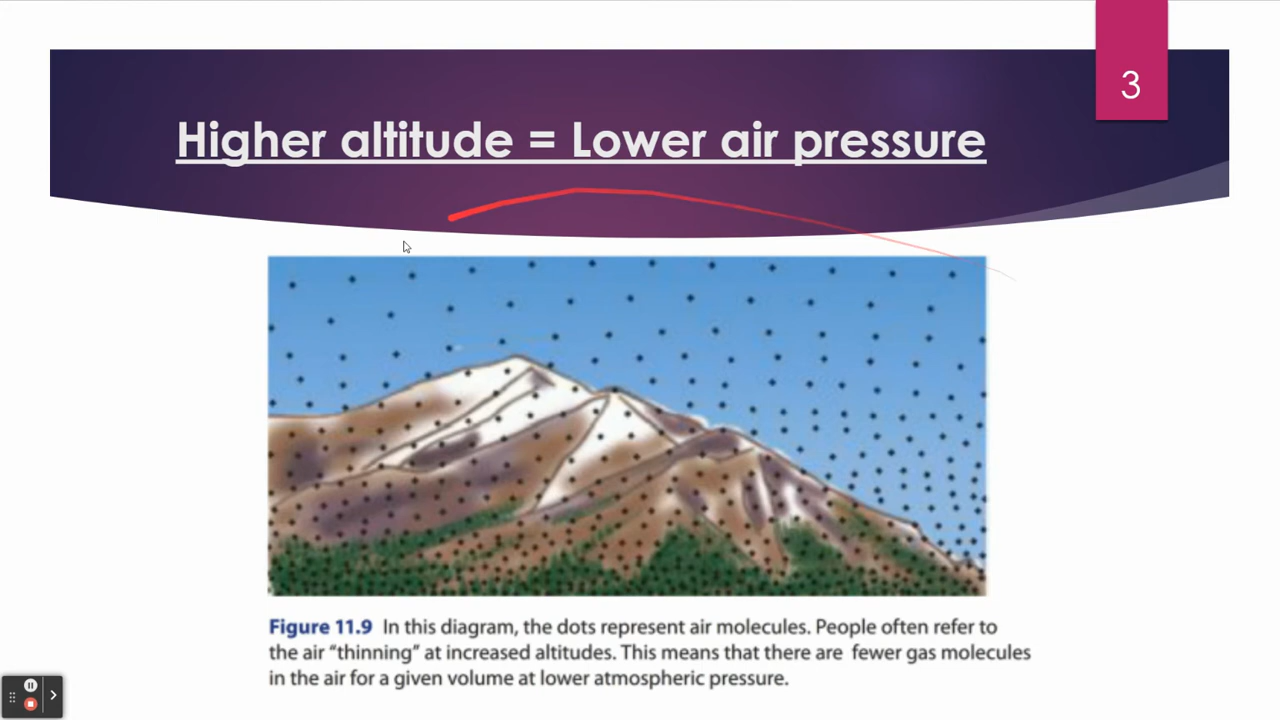 3
Higher altitude = Lower air pressure
Figure 11.9 In this diagram, the dots represent air molecules. People often refer to
the air “thinning” at increased altitudes. This means that there are fewer gas molecules
in the air for a given volume at lower atmospheric pressure.